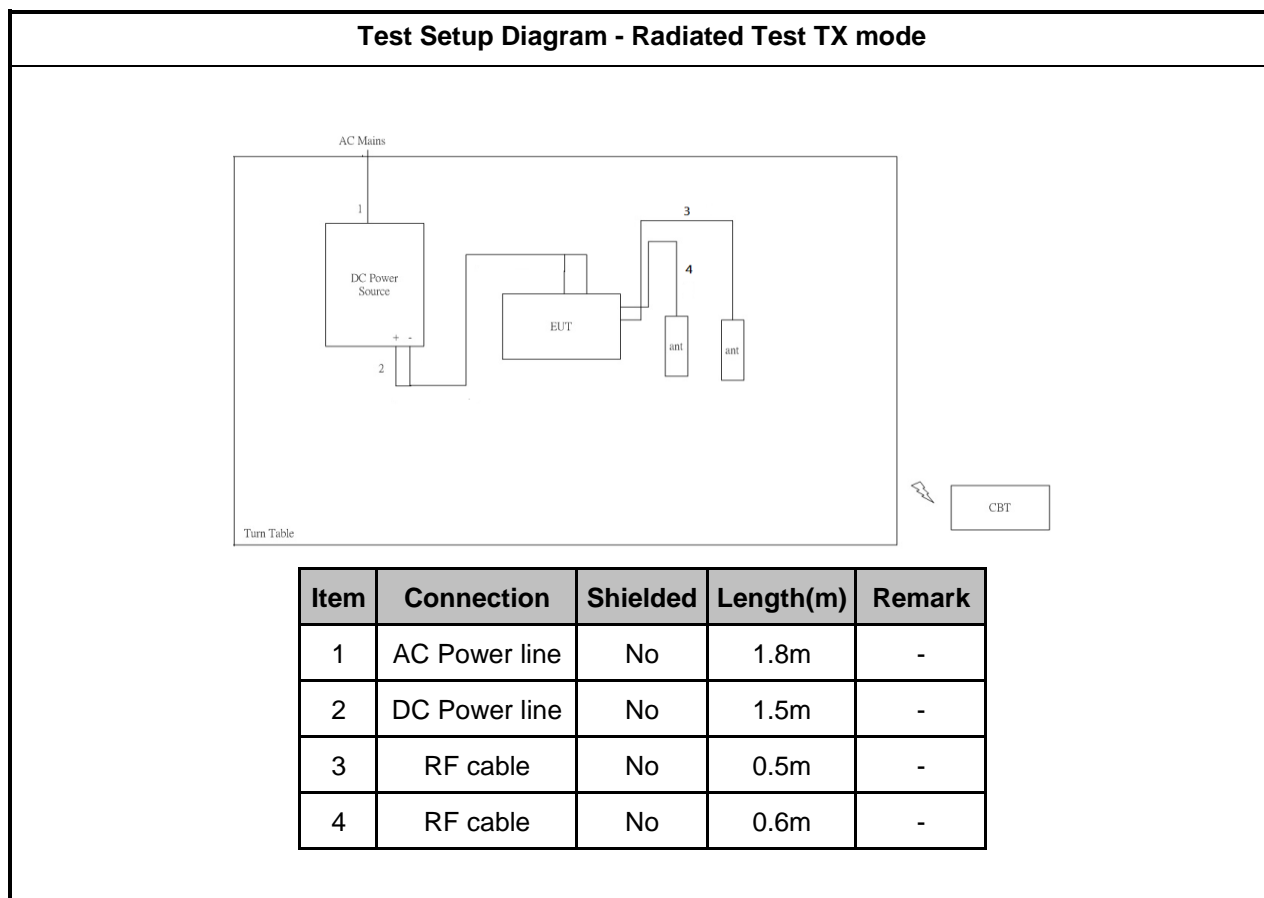 Test Setup Diagram - Radiated Test TX mode
AC Mains
1
3
4
DC Power
Source
+ -
2
EUT
ant
ant
CBT
Turn Table
Item Connection Shielded Length(m) Remark
1 AC Power line No 1.8m -
2 DC Power line No 1.5m -
3 RF cable No 0.5m -
4 RF cable No 0.6m -